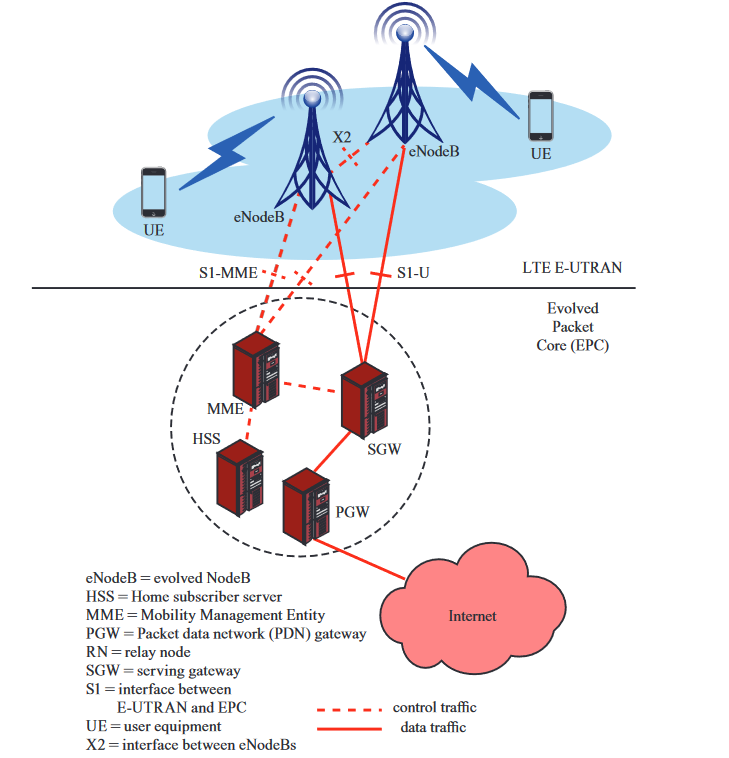 X2
eNodeB
UE
UE
eNodeB
S1-MME
S1-U
LTE E-UTRAN
Evolved
Packet
Core (EPC)
MME
HSS
SGW
PGW
Internet
eNodeB = evolved NodeB
HSS = Home subscriber server
MME = Mobility Management Entity
PGW = Packet data network (PDN) gateway
RN = relay node
SGW = serving gateway
S1 = interface between
E-UTRAN and EPC
UE = user equipment
X2 = interface between eNodeBs
control traffic
data traffic